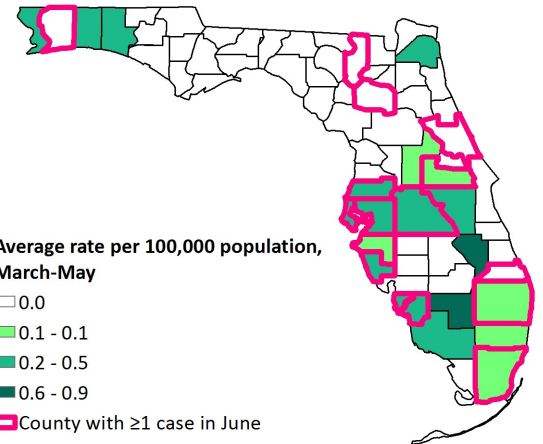 Average rate per 100,000 population,
March-May
0.0
0.1 - 0.1
0.2 - 0.5
0.6 - 0.9
County with ≥1 case in June